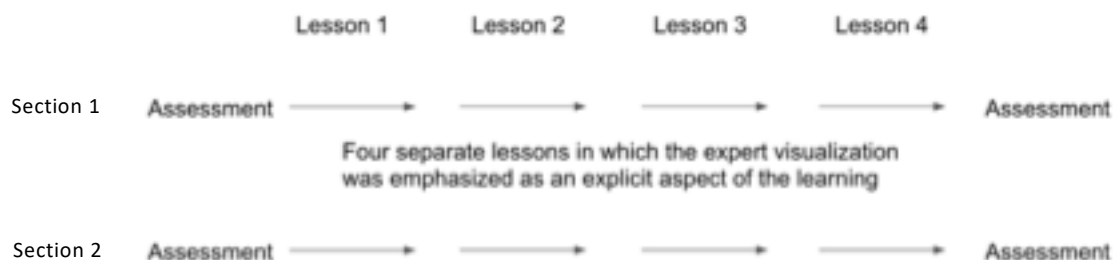 Lesson 1 Lesson 2 Lesson 3 Lesson 4
Section 1 Assessment Assessment
Four separate lessons in which the expert visualization
was emphasized as an explicit aspect of the learning
Section 2 Assessment Assessment